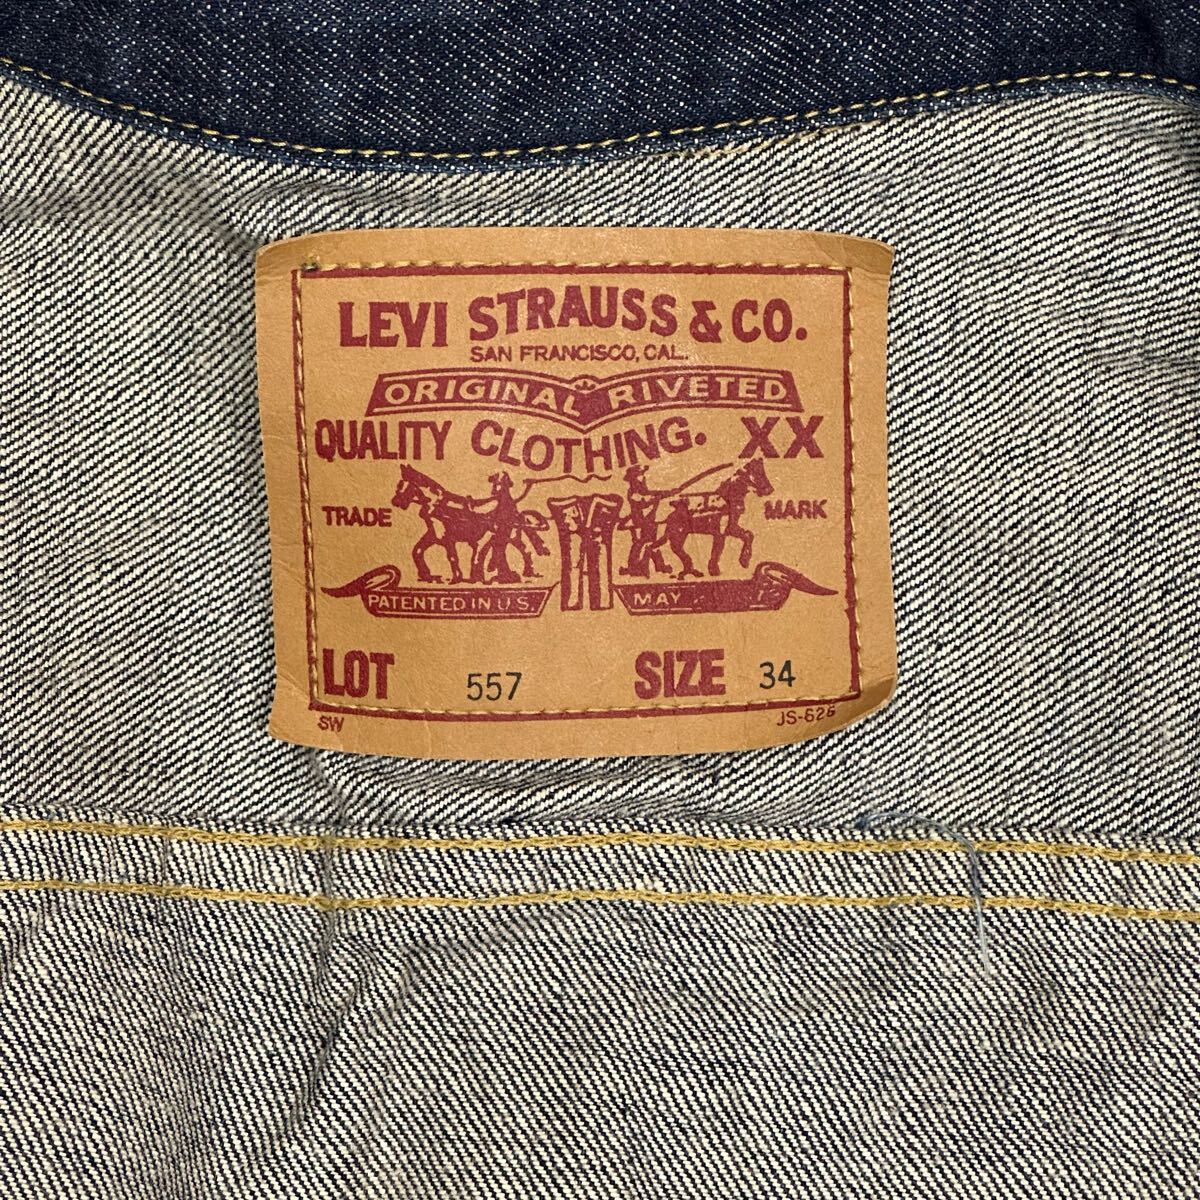 LEVI STRAUSS & CO.
SAN FRANCISCO, CAL.
ORIGINAL RIVETED
QUALITY CLOTHING. XX
TRADE MARK
PATENTED IN U.S. MAY
LOT 557 SIZE 34
SW JS-626